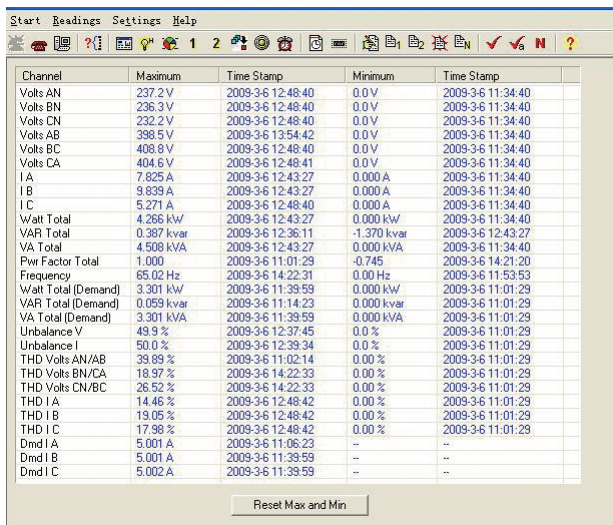 Start Readings Settings Help
?{} 1 2 B1 B2 BN a N ?
Channel Maximum Time Stamp Minimum Time Stamp
Volts AN 237.2 V 2009-3-6 12:48:40 0.0 V 2009-3-6 11:34:40
Volts BN 236.3 V 2009-3-6 12:48:40 0.0 V 2009-3-6 11:34:40
Volts CN 232.2 V 2009-3-6 12:48:40 0.0 V 2009-3-6 11:34:40
Volts AB 398.5 V 2009-3-6 13:54:42 0.0 V 2009-3-6 11:34:40
Volts BC 408.8 V 2009-3-6 12:48:40 0.0 V 2009-3-6 11:34:40
Volts CA 404.6 V 2009-3-6 12:48:41 0.0 V 2009-3-6 11:34:40
I A 7.825 A 2009-3-6 12:43:27 0.000 A 2009-3-6 11:34:40
I B 9.839 A 2009-3-6 12:43:27 0.000 A 2009-3-6 11:34:40
I C 5.271 A 2009-3-6 12:48:40 0.000 A 2009-3-6 11:34:40
Watt Total 4.266 kW 2009-3-6 12:43:27 0.000 kW 2009-3-6 11:34:40
VAR Total 0.387 kvar 2009-3-6 12:36:11 -1.370 kvar 2009-3-6 12:43:27
VA Total 4.508 kVA 2009-3-6 12:43:27 0.000 kVA 2009-3-6 11:34:40
Pwr Factor Total 1.000 2009-3-6 11:01:29 -0.745 2009-3-6 14:21:20
Frequency 65.02 Hz 2009-3-6 14:22:31 0.00 Hz 2009-3-6 11:53:53
Watt Total (Demand) 3.301 kW 2009-3-6 11:39:59 0.000 kW 2009-3-6 11:01:29
VAR Total (Demand) 0.059 kvar 2009-3-6 11:14:23 0.000 kvar 2009-3-6 11:01:29
VA Total (Demand) 3.301 kVA 2009-3-6 11:39:59 0.000 kVA 2009-3-6 11:01:29
Unbalance V 49.9 % 2009-3-6 12:37:45 0.0 % 2009-3-6 11:01:29
Unbalance I 50.0 % 2009-3-6 12:39:34 0.0 % 2009-3-6 11:01:29
THD Volts AN/AB 39.89 % 2009-3-6 11:02:14 0.00 % 2009-3-6 11:01:29
THD Volts BN/CA 18.97 % 2009-3-6 14:22:33 0.00 % 2009-3-6 11:01:29
THD Volts CN/BC 26.52 % 2009-3-6 14:22:33 0.00 % 2009-3-6 11:01:29
THD I A 14.46 % 2009-3-6 12:48:42 0.00 % 2009-3-6 11:01:29
THD I B 19.05 % 2009-3-6 12:48:42 0.00 % 2009-3-6 11:01:29
THD I C 17.98 % 2009-3-6 12:48:42 0.00 % 2009-3-6 11:01:29
Dmd I A 5.001 A 2009-3-6 11:06:23 -- --
Dmd I B 5.001 A 2009-3-6 11:39:59 -- --
Dmd I C 5.002 A 2009-3-6 11:39:59 -- --
Reset Max and Min